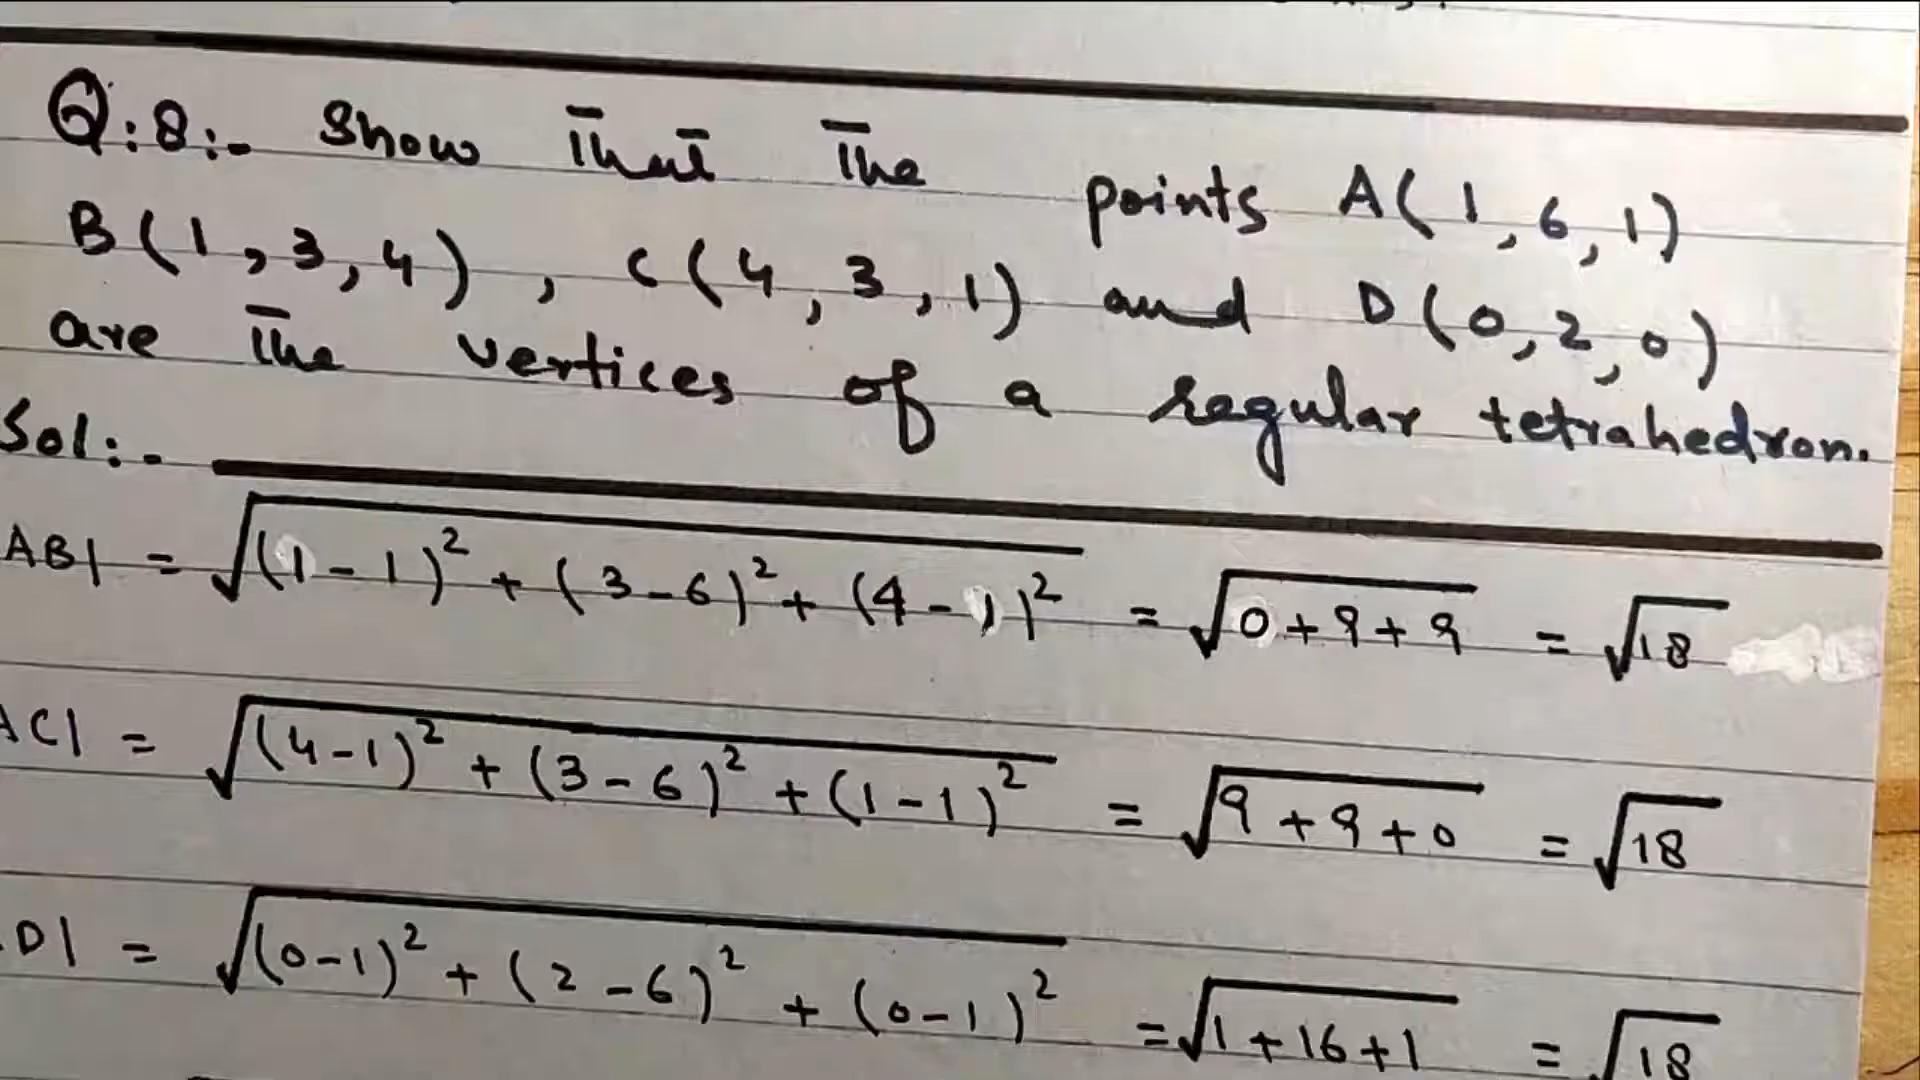 Q:8:- Show that the points A(1,6,1)
B(1,3,4), C(4,3,1) and D(0,2,0)
are the vertices of a regular tetrahedron.
Sol:-
AB| = √(1-1)² + (3-6)² + (4-1)² = √0+9+9 = √18
AC| = √(4-1)² + (3-6)² + (1-1)² = √9+9+0 = √18
D| = √(0-1)² + (2-6)² + (0-1)² = √1+16+1 = √18